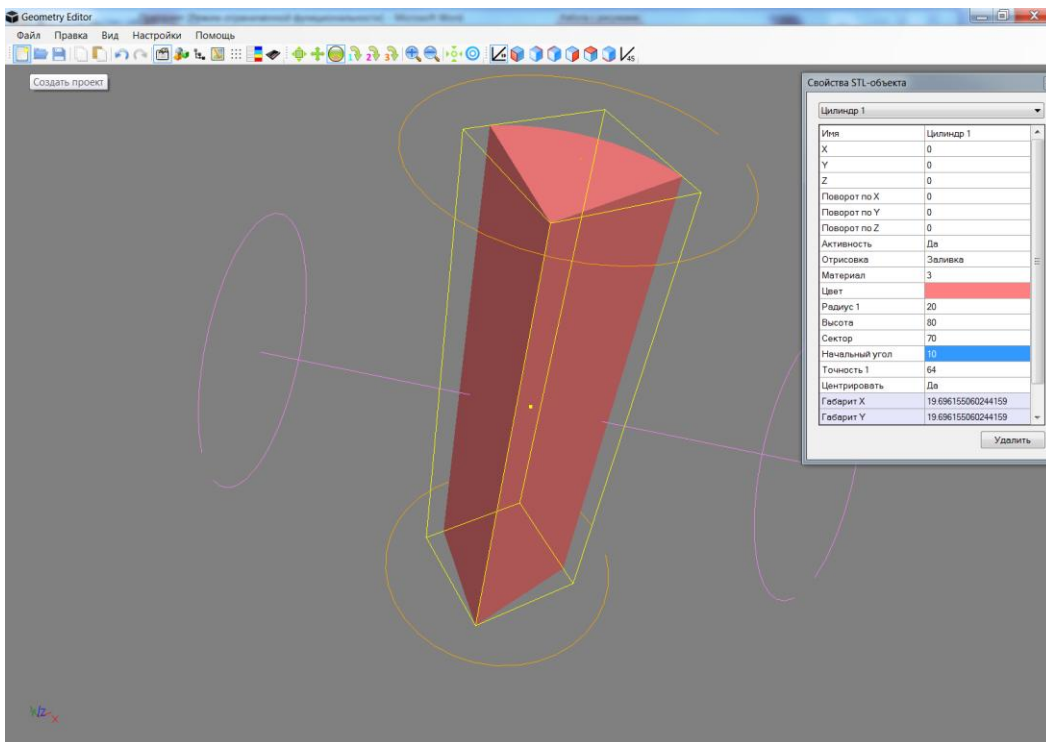 Geometry Editor
Файл Правка Вид Настройки Помощь
Создать проект
Свойства STL-объекта
Цилиндр 1
Имя Цилиндр 1
X 0
Y 0
Z 0
Поворот по X 0
Поворот по Y 0
Поворот по Z 0
Активность Да
Отрисовка Заливка
Материал 3
Цвет
Радиус 1 20
Высота 80
Сектор 70
Начальный угол 10
Точность 1 64
Центрировать Да
Габарит X 19.696155060244159
Габарит Y 19.696155060244159
Удалить